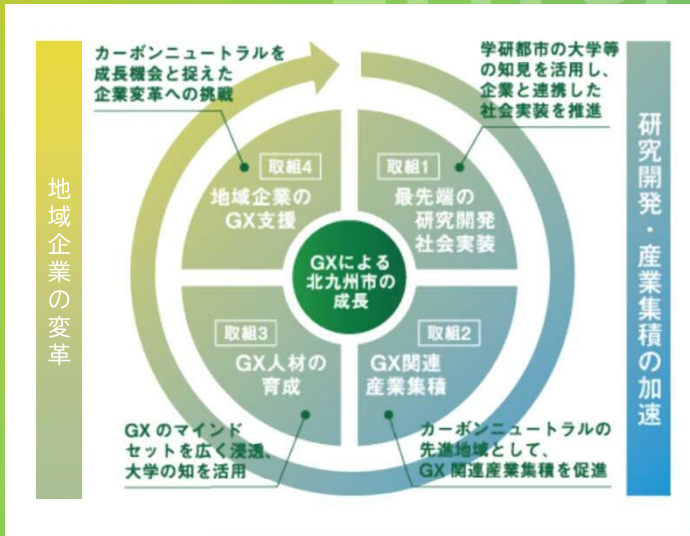 カーボンニュートラルを
成長機会と捉えた
企業変革への挑戦
学研都市の大学等
の知見を活用し、
企業と連携した
社会実装を推進
地域企業の変革
研究開発・産業集積の加速
取組4
地域企業の
GX支援
取組1
最先端の
研究開発
社会実装
GXによる
北九州市の
成長
取組3
GX人材の
育成
取組2
GX関連
産業集積
GXのマインド
セットを広く浸透、
大学の知を活用
カーボンニュートラルの
先進地域として、
GX関連産業集積を促進